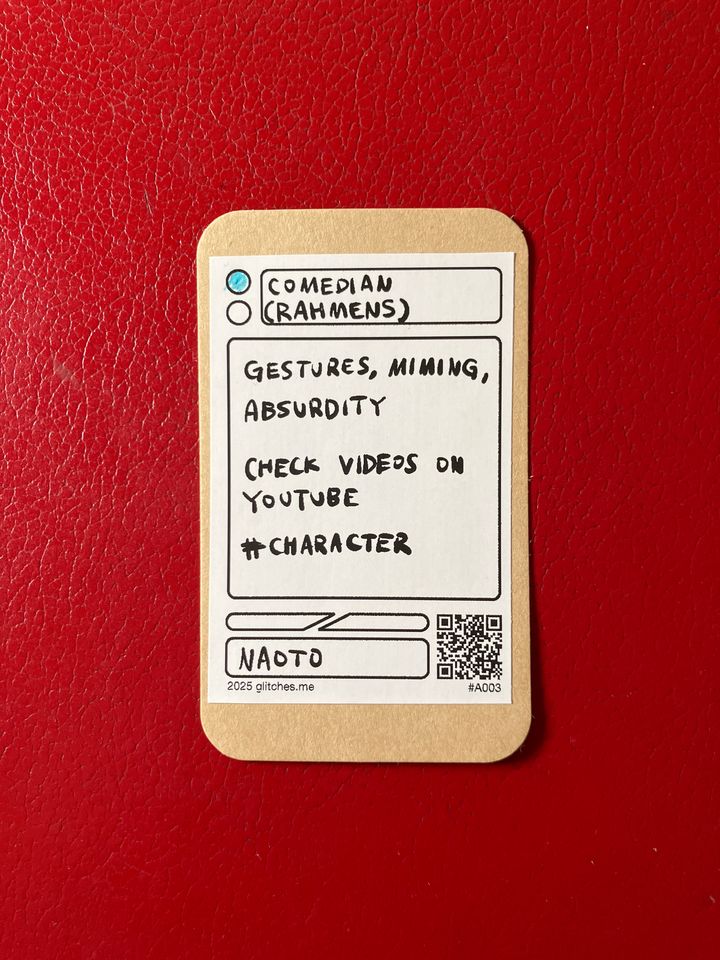 COMEDIAN
(RAHMENS)
GESTURES, MIMING,
ABSURDITY
CHECK VIDEOS ON
YOUTUBE
#CHARACTER
NAOTO
2025 glitches.me
#A003